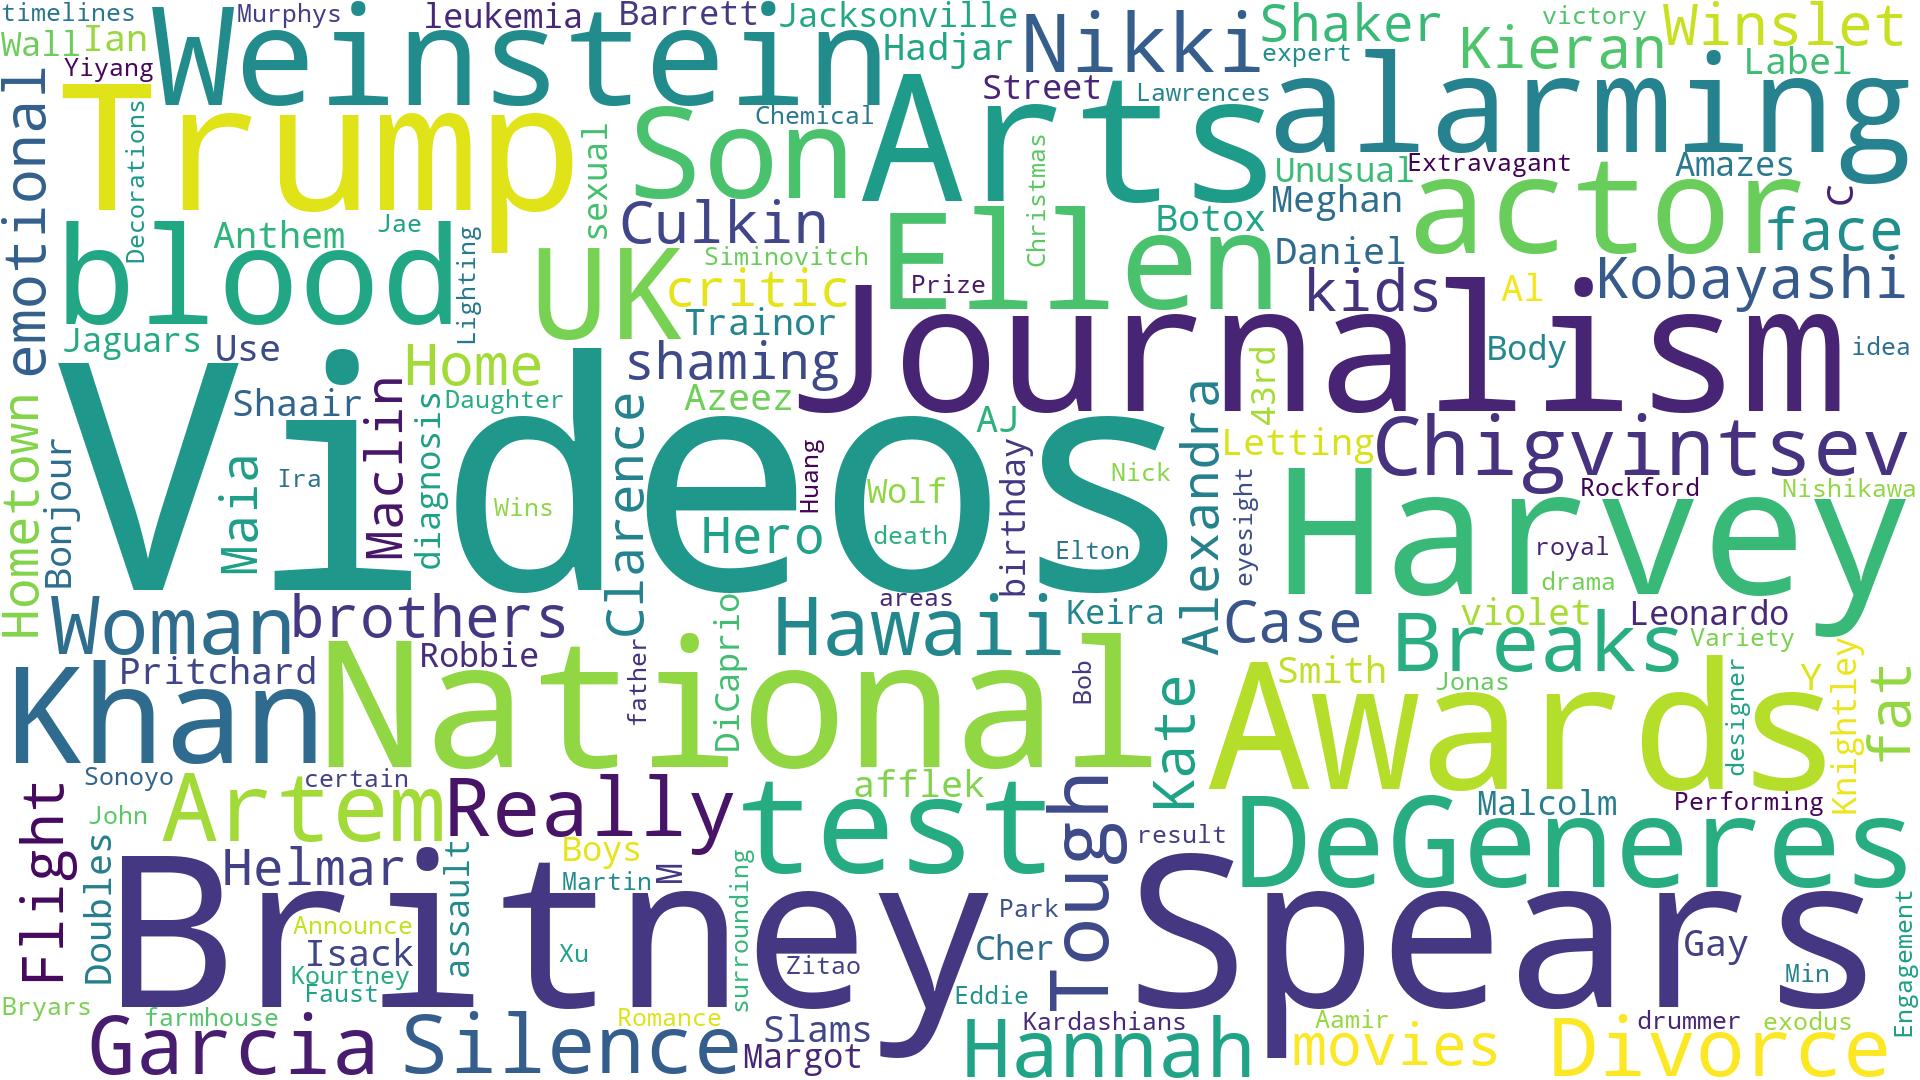 timelines
Murphys
leukemia
Barrett
Jacksonville
Nikki
Shaker
victory
Winslet
Wall
Ian
Weinstein
Hadjar
expert
Kieran
Label
Yiyang
Trump
Street
Lawrences
alarming
emotional
Decorations
sexual
Son
Chemical
Arts
Christmas
Unusual
Extravagant
Amazes
Culkin
Botox
Meghan
actor
c
face
blood
Anthem
Jae
Lighting
UK
Siminovitch
Ellen
Daniel
critic
Prize
kids
Al
Kobayashi
Jaguars
Use
Trainor
Journalism
Body
idea
Home
shaming
43rd
Videos
Shaair
Maclin
diagnosis
Daughter
Clarence
Azeez
AJ
Alexandra
Letting
Chigvintsev
Hometown
Bonjour
Maia
Ira
Wins
Hero
Huang
Wolf
death
birthday
Elton
Nick
eyesight
Harvey
Rockford
Nishikawa
royal
drama
Woman
brothers
areas
Hawaii
Keira
Case
violet
Leonardo
Breaks
Variety
Khan
Pritchard
Robbie
National
father
DiCaprio
Bob
Kate
Smith
Jonas
Awards
designer
Y
Knightley
fat
Sonoyo
certain
Flight
John
Artem
Really
test
afflek
Tough
result
Malcolm
Performing
DeGeneres
Doubles
Helmar
assault
Boys
Martin
M
surrounding
Britney
Spears
Announce
Isack
Kourtney
Faust
Xu
Zitao
Park
Cher
Gay
Min
Engagement
Bryars
farmhouse
Garcia
Silence
Romance
Slams
Margot
Eddie
Kardashians
Hannah
Aamir
movies
drummer
exodus
Divorce